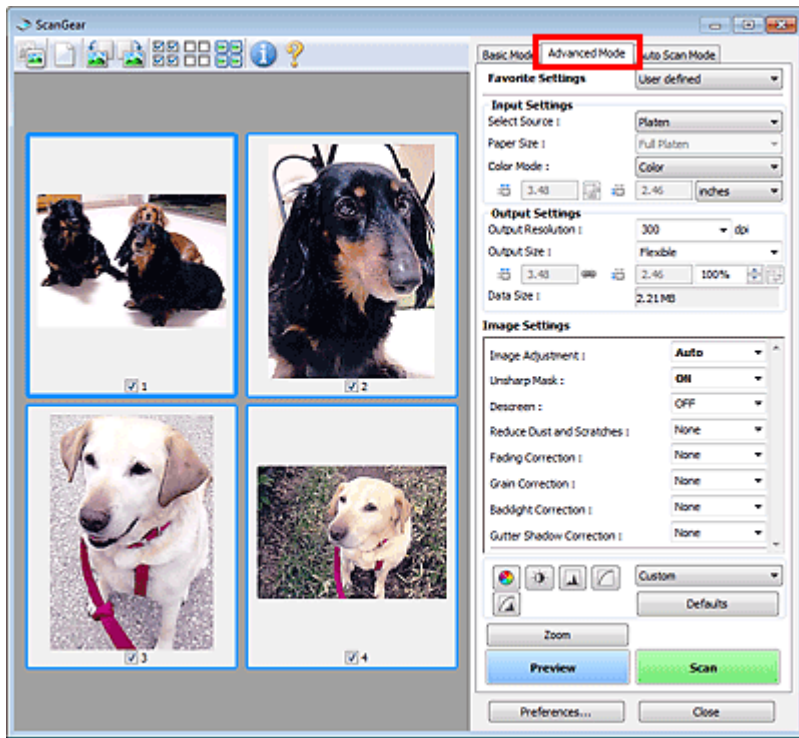 ScanGear
Basic Mode Advanced Mode Auto Scan Mode
Favorite Settings User defined
Input Settings
Select Source : Platen
Paper Size : Full Platen
Color Mode : Color
3.48 2.46 inches
Output Settings
Output Resolution : 300 dpi
Output Size : Flexible
3.48 2.46 100%
Data Size : 2.21MB
Image Settings
Image Adjustment : Auto
Unsharp Mask : ON
Descreen : OFF
Reduce Dust and Scratches : None
Fading Correction : None
Grain Correction : None
Backlight Correction : None
Gutter Shadow Correction : None
Custom
Defaults
Zoom
Preview Scan
Preferences... Close
1
2
3
4